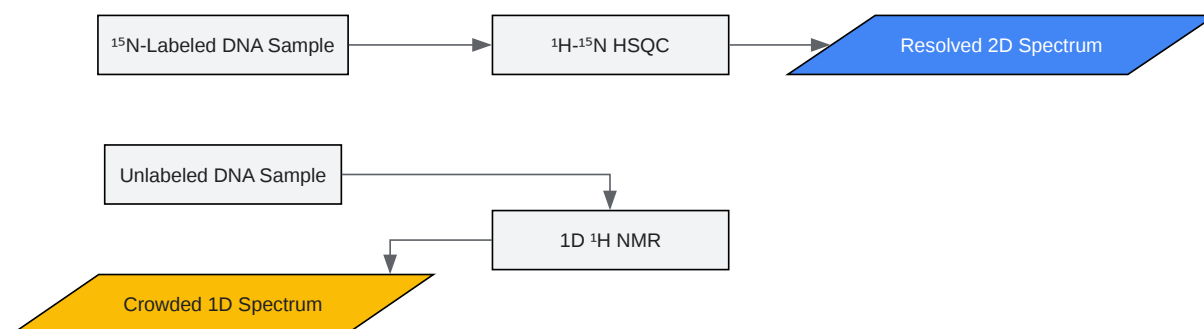 ¹⁵N-Labeled DNA Sample
¹H-¹⁵N HSQC
Resolved 2D Spectrum
Unlabeled DNA Sample
1D ¹H NMR
Crowded 1D Spectrum